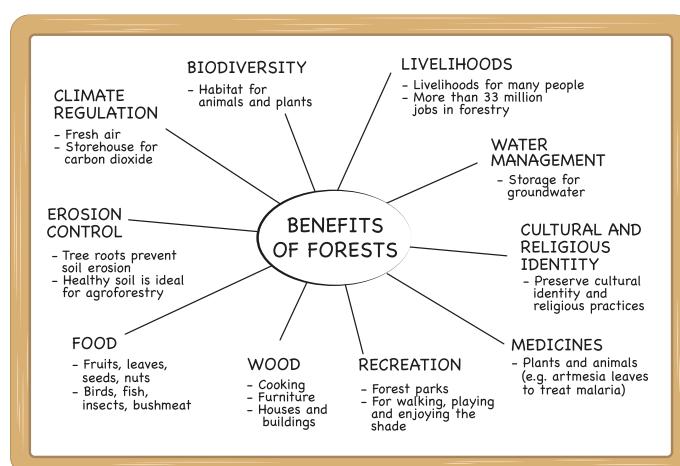 BENEFITS
OF FORESTS
BIODIVERSITY
– Habitat for
animals and plants
LIVELIHOODS
– Livelihoods for many people
– More than 33 million
jobs in forestry
WATER
MANAGEMENT
– Storage for
groundwater
CULTURAL AND
RELIGIOUS
IDENTITY
– Preserve cultural
identity and
religious practices
MEDICINES
– Plants and animals
(e.g. artmesia leaves
to treat malaria)
RECREATION
– Forest parks
– For walking, playing
and enjoying the
shade
WOOD
– Cooking
– Furniture
– Houses and
buildings
FOOD
– Fruits, leaves,
seeds, nuts
– Birds, fish,
insects, bushmeat
EROSION
CONTROL
– Tree roots prevent
soil erosion
– Healthy soil is ideal
for agroforestry
CLIMATE
REGULATION
– Fresh air
– Storehouse for
carbon dioxide